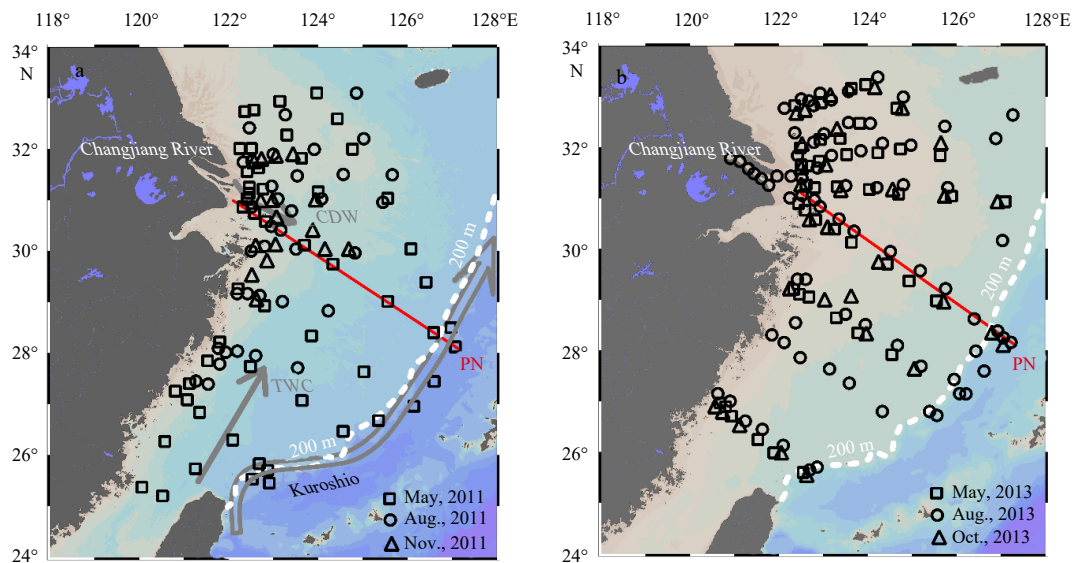 118° 120° 122° 124° 126° 128°E
118° 120° 122° 124° 126° 128°E
34°
N
a
32°
Changjiang River
CDW
30°
200 m
28°
PN
TWC
26°
200 m
Kuroshio
May, 2011
Aug., 2011
Nov., 2011
24°
34°
N
b
32°
Changjiang River
30°
200 m
28°
PN
26°
200 m
May, 2013
Aug., 2013
Oct., 2013
24°